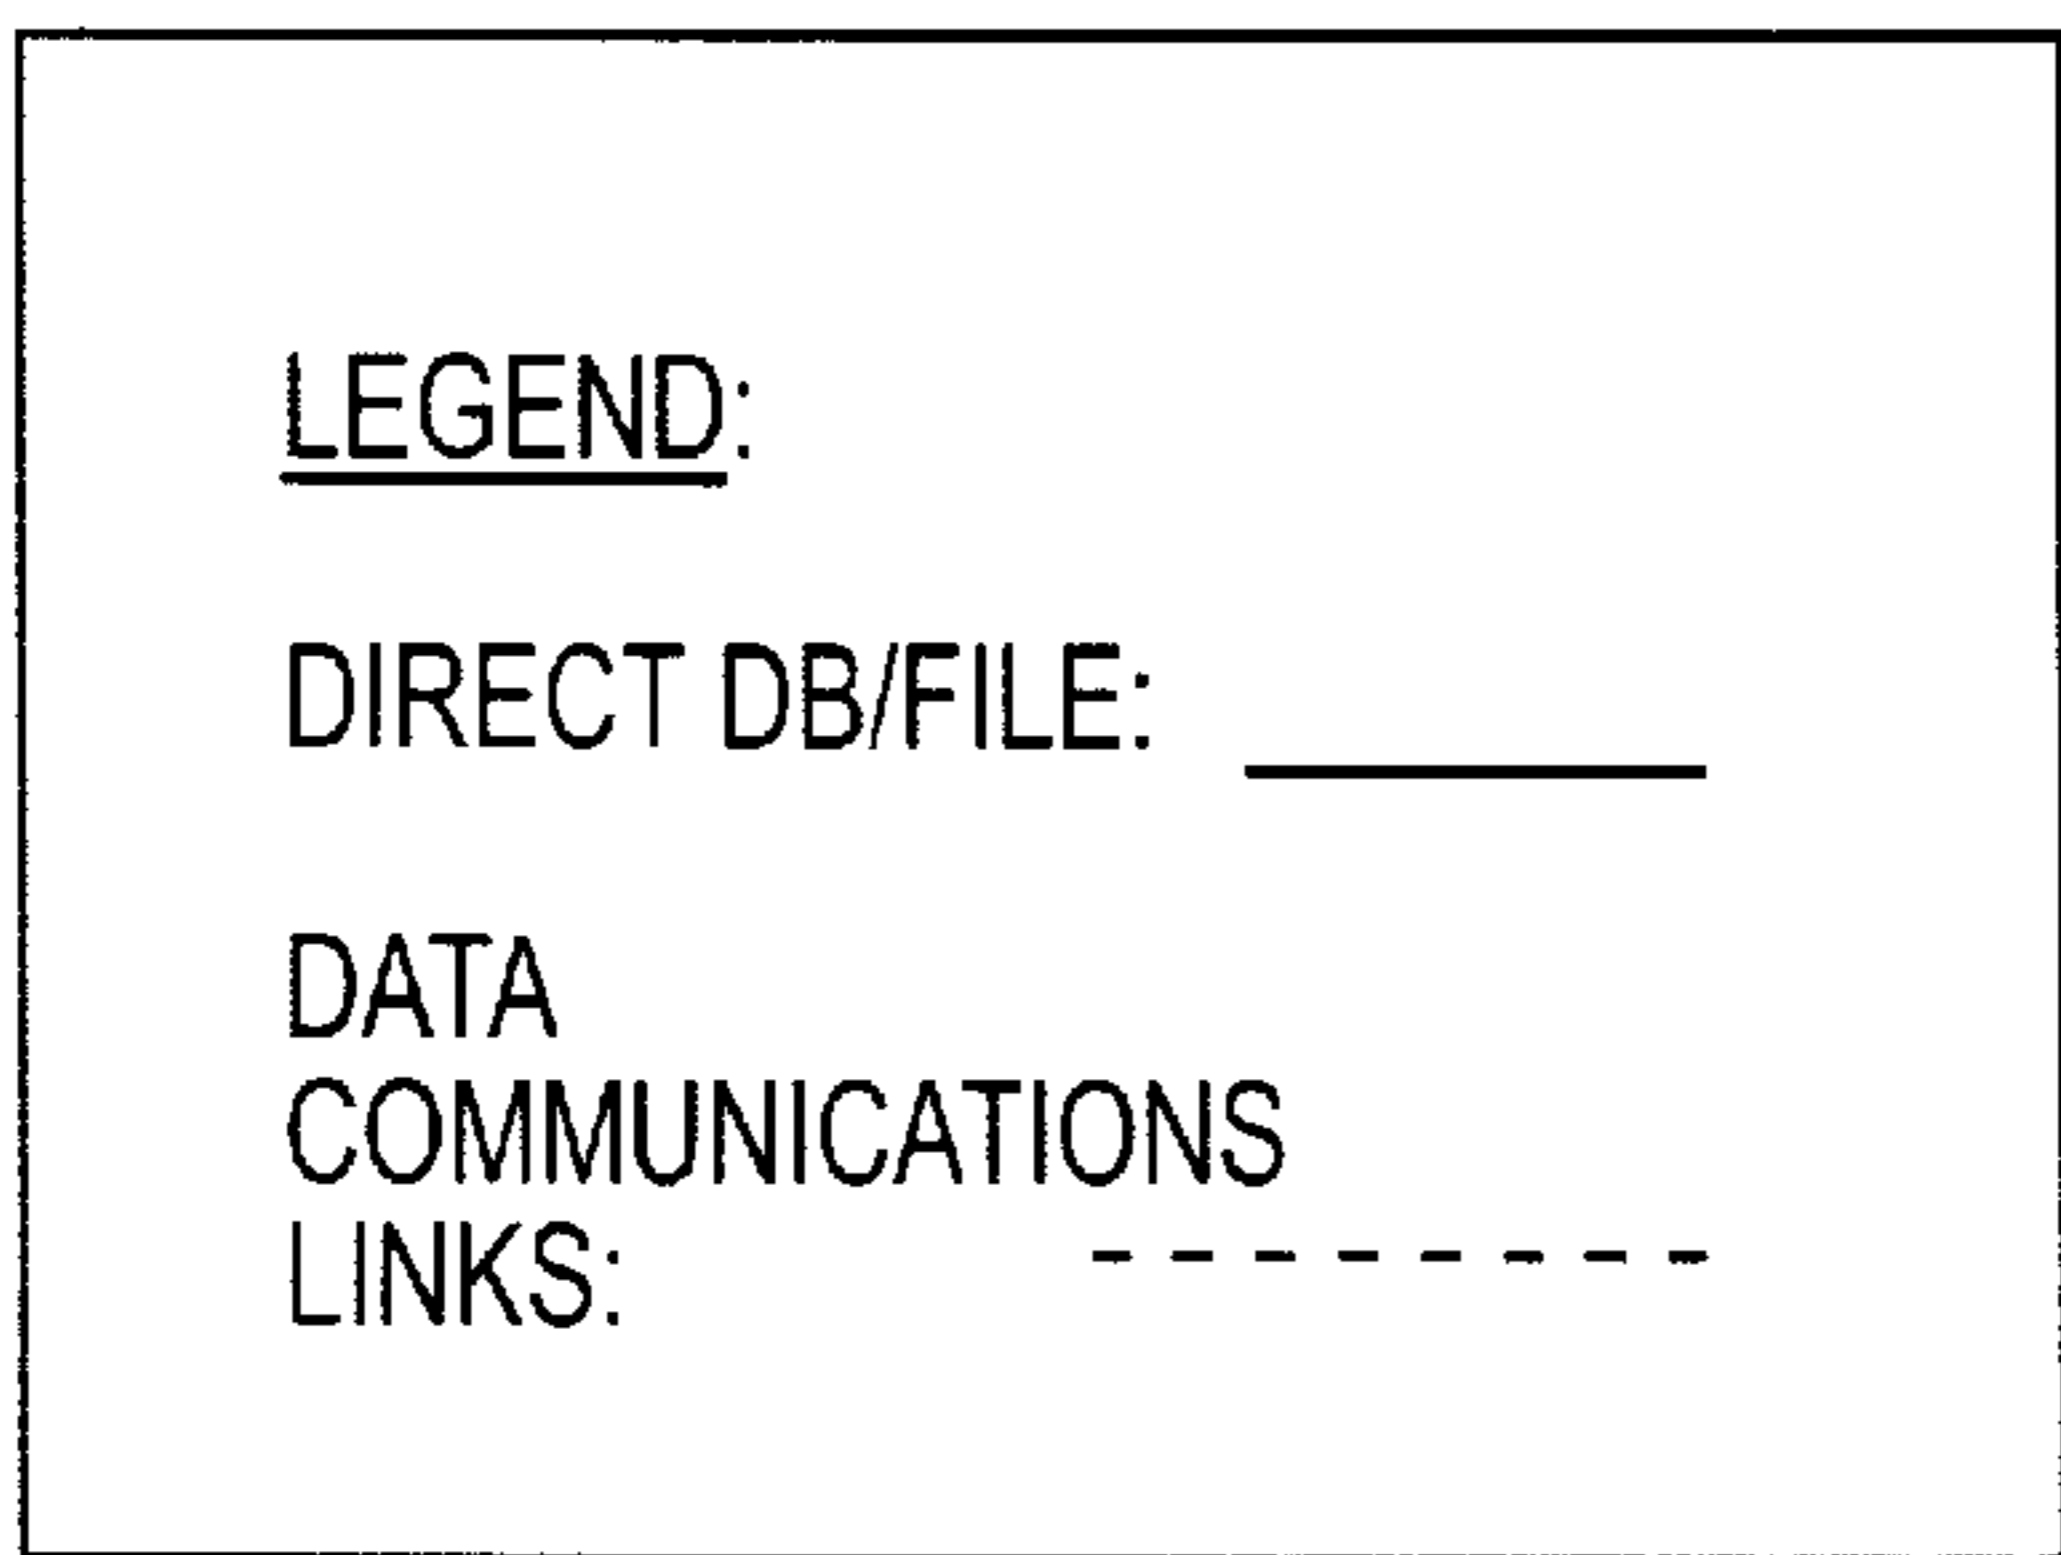 LEGEND:
DIRECT DB/FILE:
DATA
COMMUNICATIONS
LINKS: